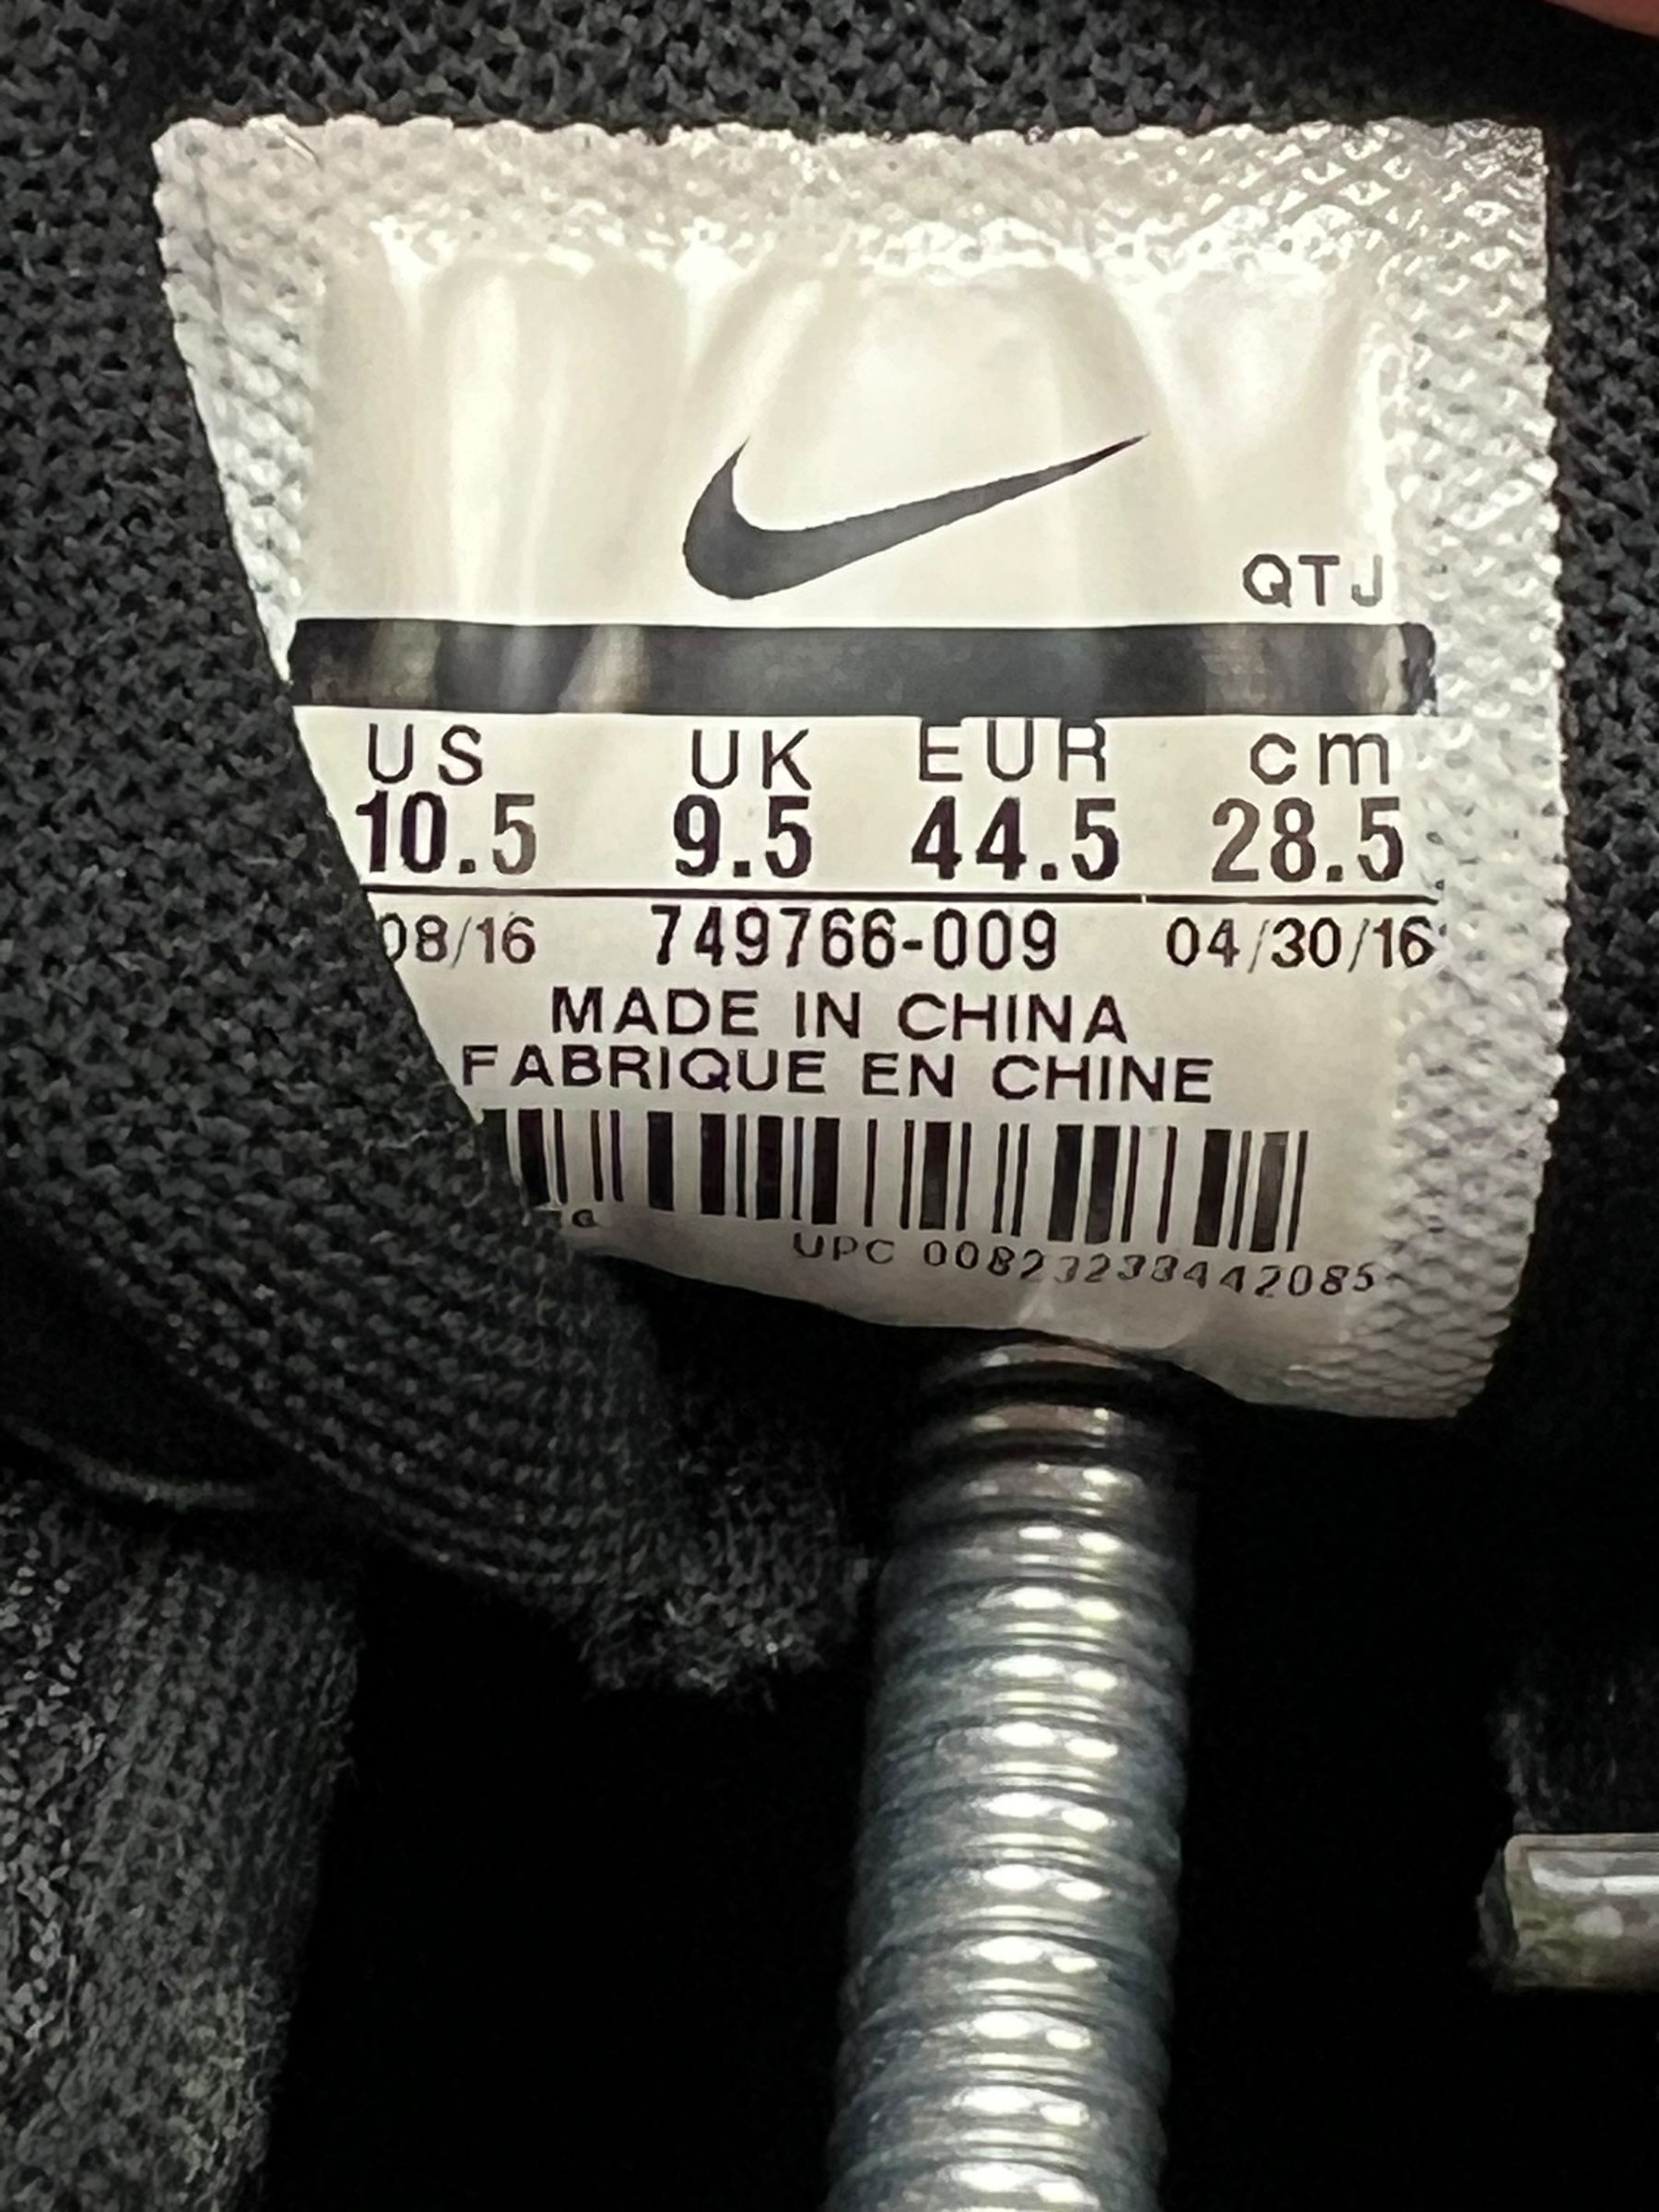 QTJ
US UK EUR cm
10.5 9.5 44.5 28.5
08/16 749766-009 04/30/16
MADE IN CHINA
FABRIQUE EN CHINE
UPC 00823233442085